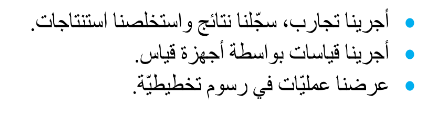 • أجرينا تجارب، سجّلنا نتائج واستخلصنا استنتاجات.
• أجرينا قياسات بواسطة أجهزة قياس.
• عرضنا عمليّات في رسوم تخطيطيّة.